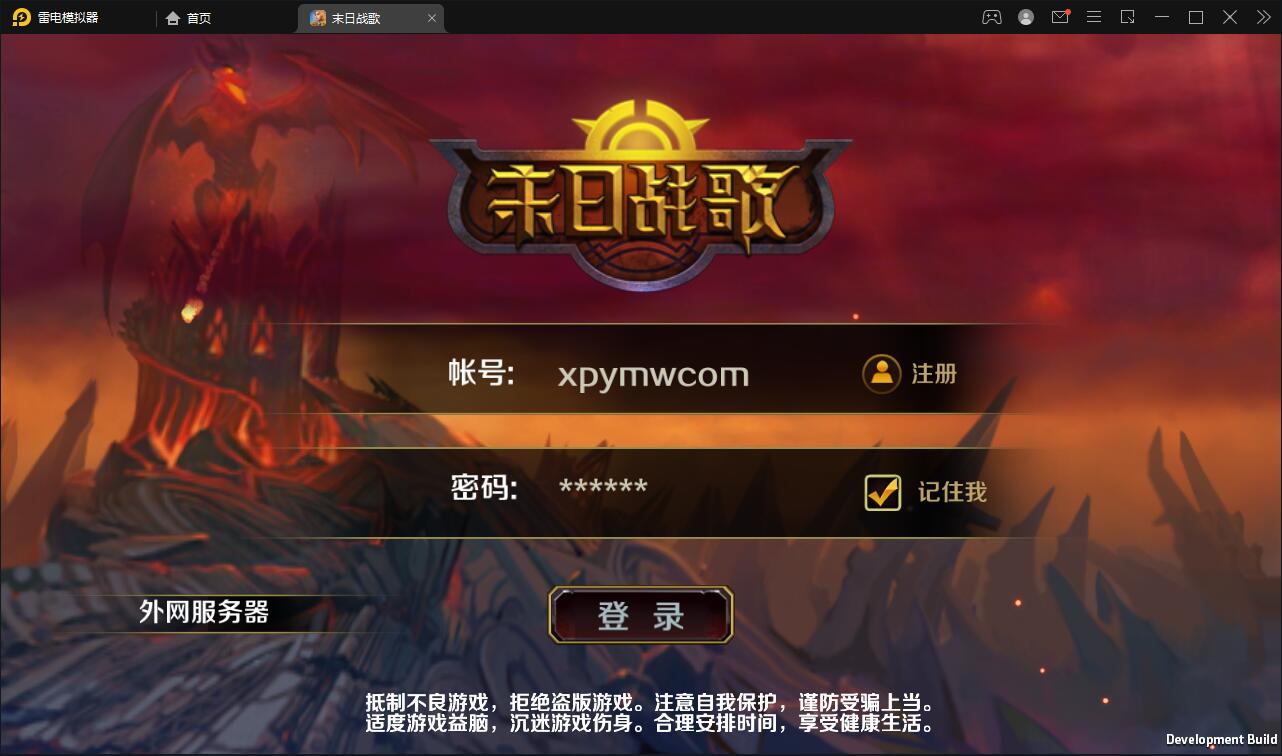 雷电模拟器
首页
末日战歌
末日战歌
帐号:
xpymwcom
注册
密码:
******
记住我
外网服务器
登 录
抵制不良游戏，拒绝盗版游戏。注意自我保护，谨防受骗上当。
适度游戏益脑，沉迷游戏伤身。合理安排时间，享受健康生活。
Development Build